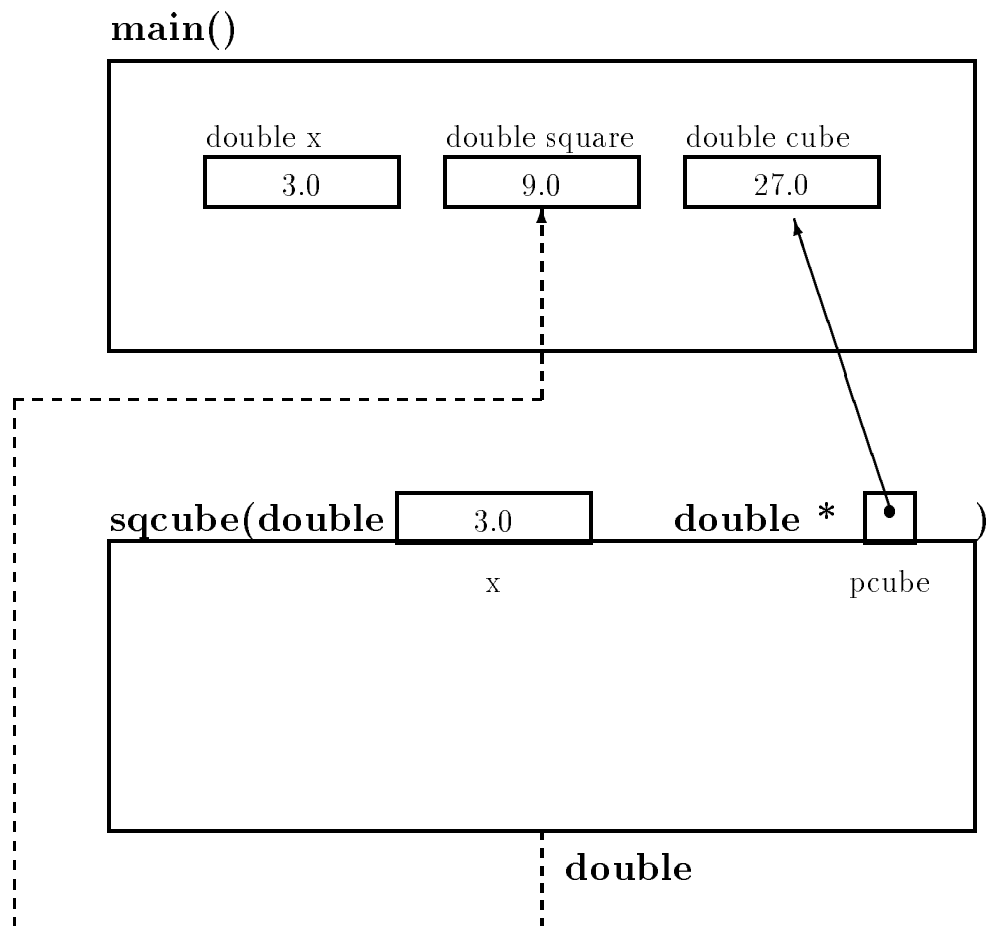 main()
double x double square double cube
3.0 9.0 27.0
sqcube(double 3.0 double * )
x pcube
double